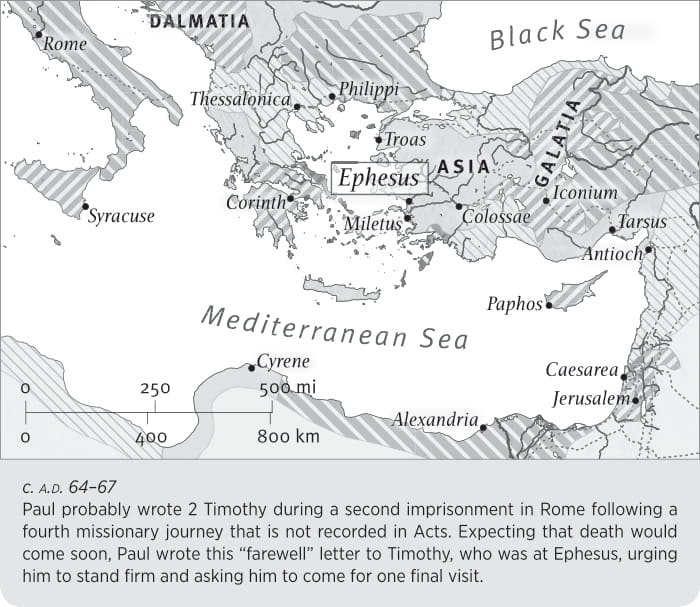 DALMATIA
Rome
Black Sea
Philippi
Thessalonica
Troas
ASIA
GALATIA
Ephesus
Iconium
Corinth
Syracuse
Miletus
Colossae
Tarsus
Antioch
Paphos
Mediterranean Sea
Cyrene
Caesarea
Jerusalem
Alexandria
0 250 500 mi
0 400 800 km
C. A.D. 64–67
Paul probably wrote 2 Timothy during a second imprisonment in Rome following a
fourth missionary journey that is not recorded in Acts. Expecting that death would
come soon, Paul wrote this “farewell” letter to Timothy, who was at Ephesus, urging
him to stand firm and asking him to come for one final visit.